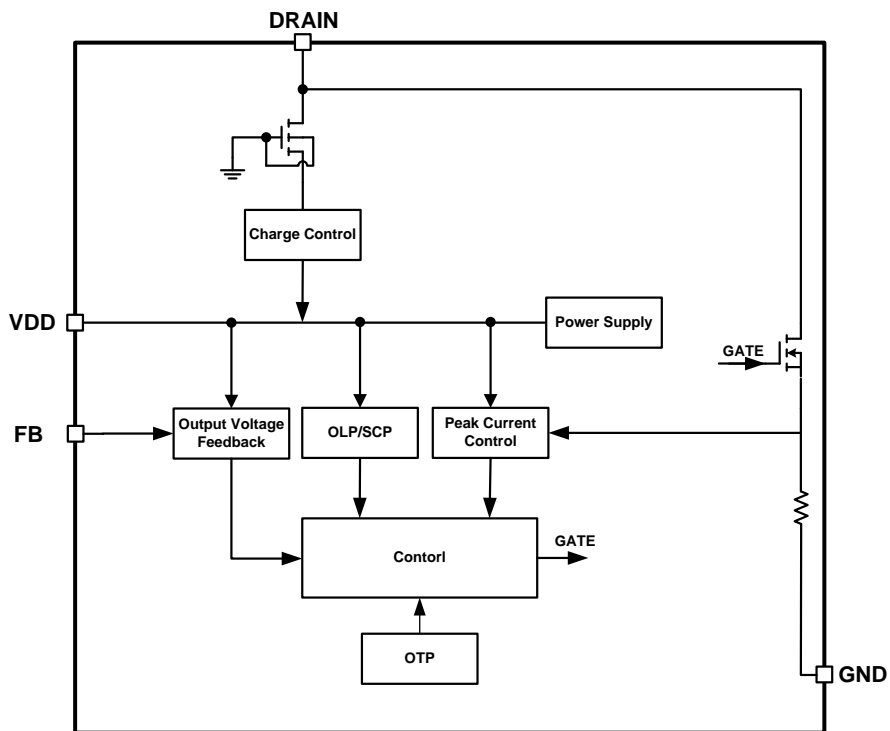 DRAIN
Charge Control
VDD
Power Supply
GATE
FB
Output Voltage
Feedback
OLP/SCP
Peak Current
Control
Contorl
GATE
OTP
GND